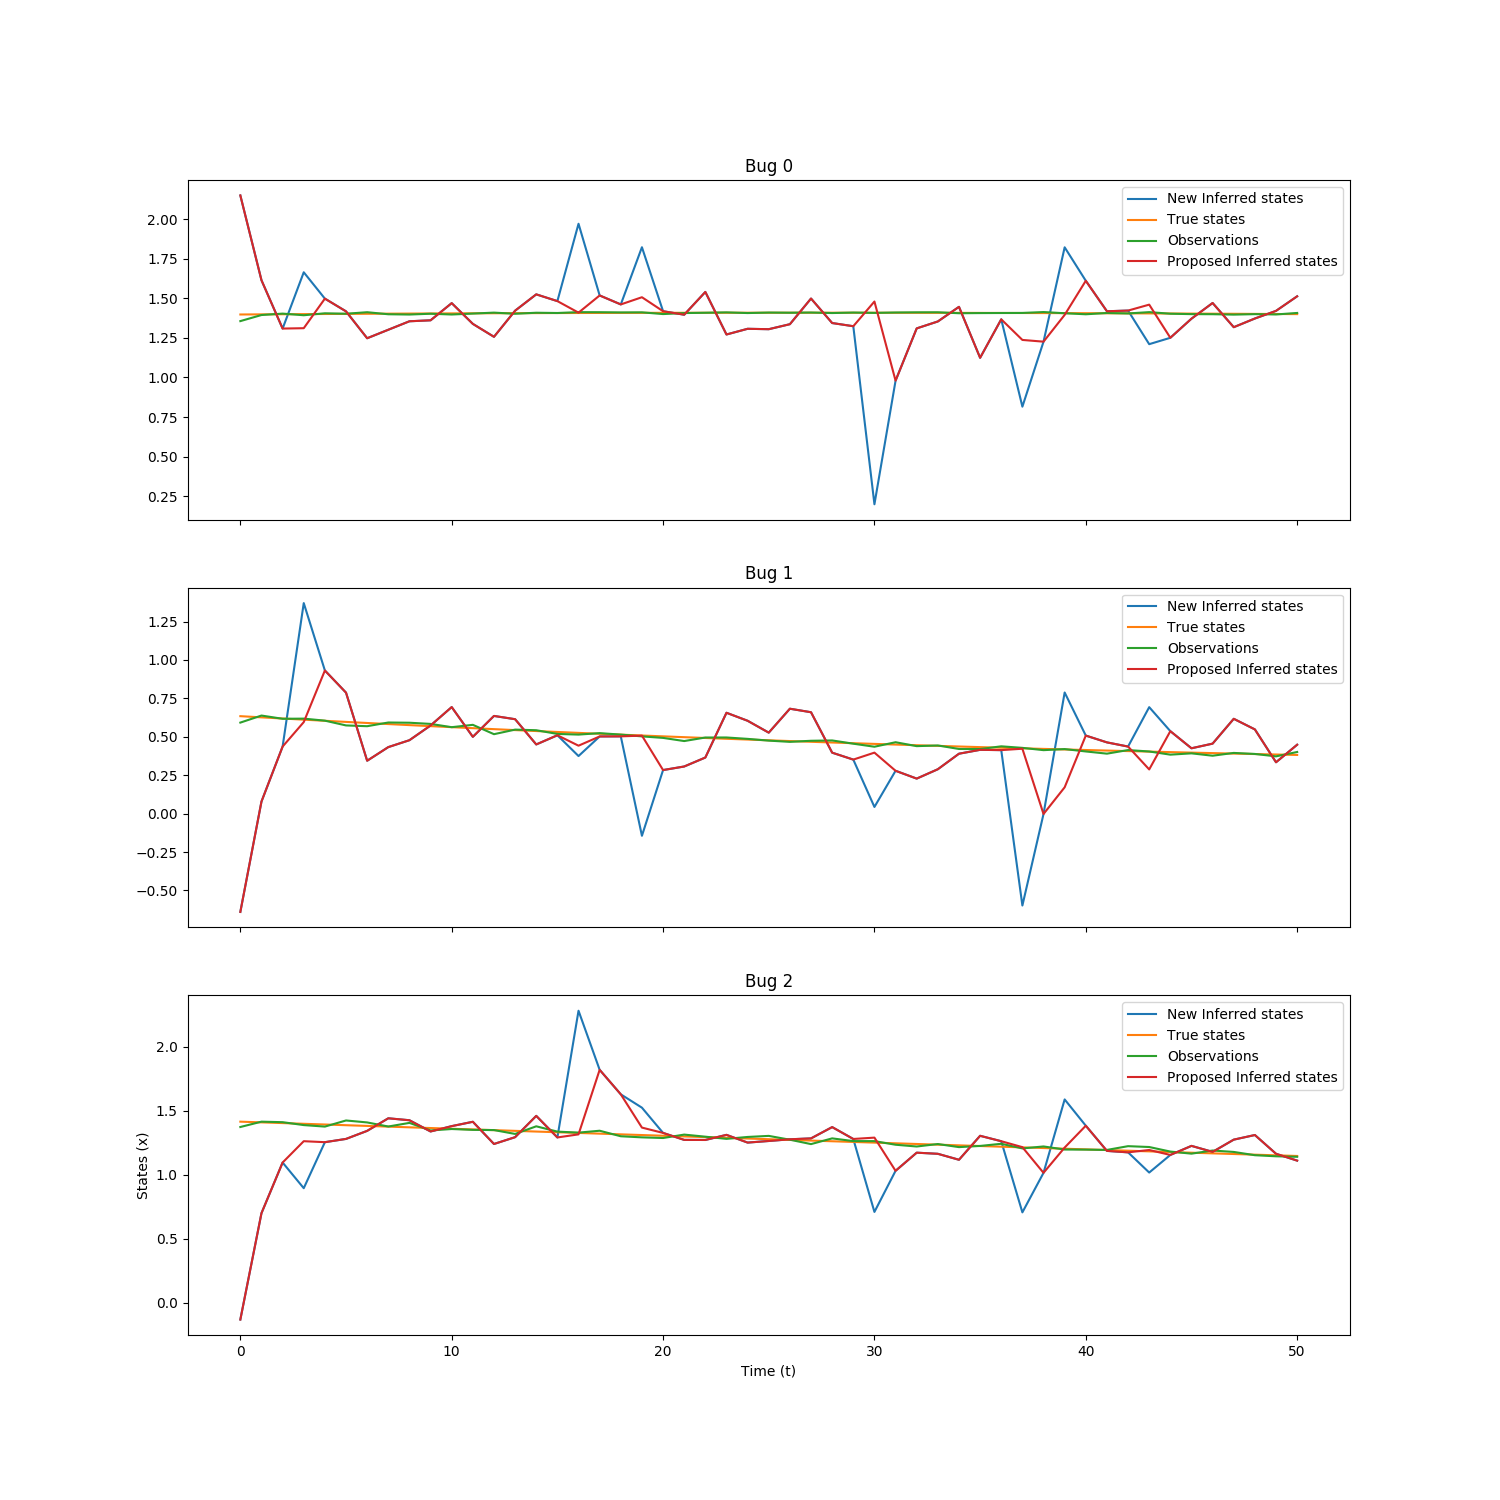 Bug 0
2.00
1.75
1.50
1.25
1.00
0.75
0.50
0.25
New Inferred states
True states
Observations
Proposed Inferred states
Bug 1
1.25
1.00
0.75
0.50
0.25
0.00
−0.25
−0.50
New Inferred states
True states
Observations
Proposed Inferred states
Bug 2
States (x)
2.0
1.5
1.0
0.5
0.0
New Inferred states
True states
Observations
Proposed Inferred states
0 10 20 30 40 50
Time (t)